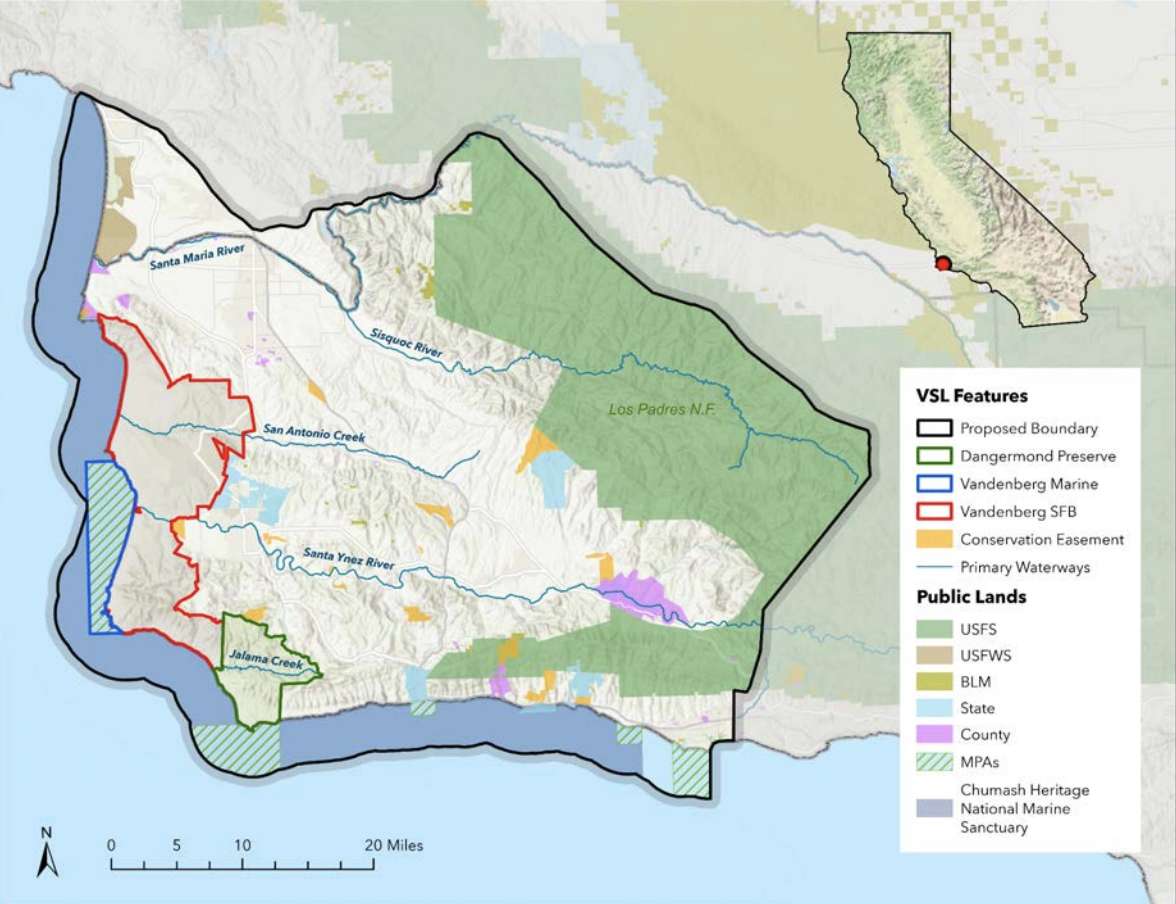 Santa Maria River
Sisquoc River
Los Padres N.F.
San Antonio Creek
Santa Ynez River
Jalama Creek
N
0 5 10 20 Miles
VSL Features
Proposed Boundary
Dangermond Preserve
Vandenberg Marine
Vandenberg SFB
Conservation Easement
Primary Waterways
Public Lands
USFS
USFWS
BLM
State
County
MPAs
Chumash Heritage
National Marine
Sanctuary